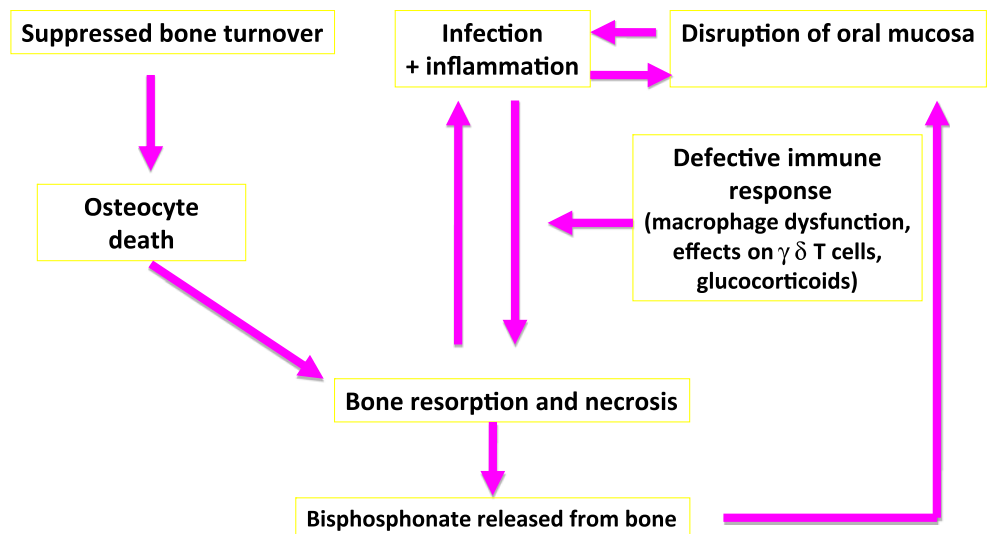 Suppressed bone turnover
Infection
+ inflammation
Disruption of oral mucosa
Defective immune
response
(macrophage dysfunction,
effects on γ δ T cells,
glucocorticoids)
Osteocyte
death
Bone resorption and necrosis
Bisphosphonate released from bone